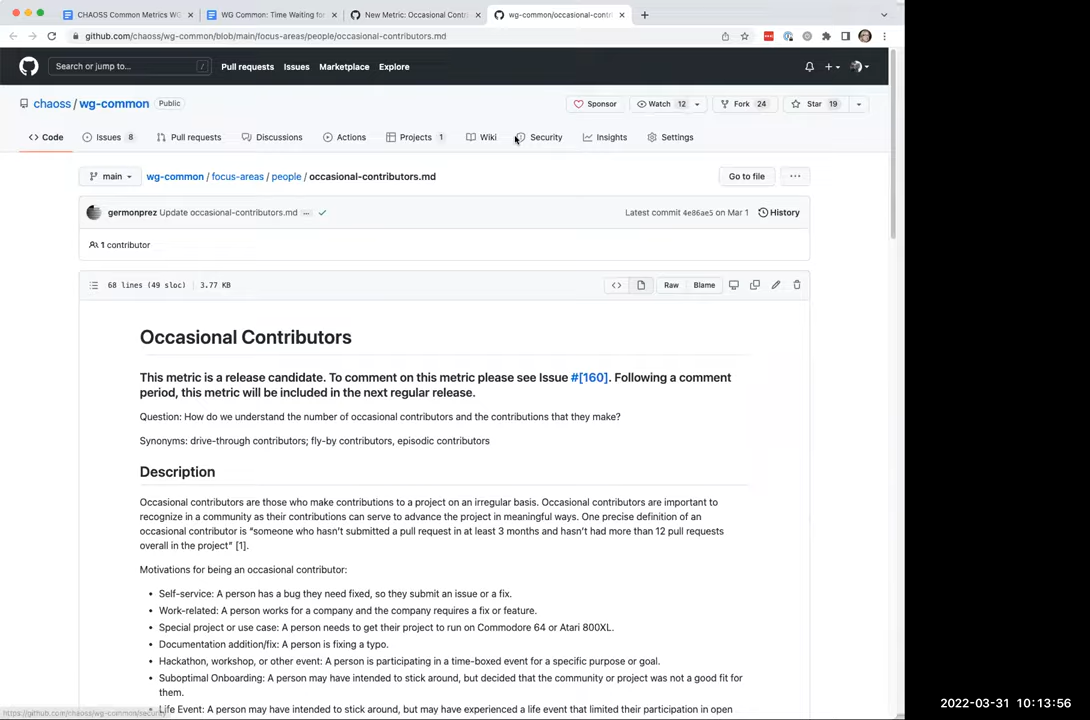 CHAOSS Common Metrics WG
WG Common: Time Waiting for
New Metric: Occasional Contri
wg-common/occasional-contri
github.com/chaoss/wg-common/blob/main/focus-areas/people/occasional-contributors.md
Search or jump to...
/
Pull requests
Issues
Marketplace
Explore
chaoss / wg-common
Public
Sponsor
Watch 12
Fork 24
Star 19
Code
Issues 8
Pull requests
Discussions
Actions
Projects 1
Wiki
Security
Insights
Settings
main
wg-common / focus-areas / people / occasional-contributors.md
Go to file
germonprez Update occasional-contributors.md
Latest commit 4e86ae5 on Mar 1
History
1 contributor
68 lines (49 sloc) 3.77 KB
Raw
Blame
Occasional Contributors
This metric is a release candidate. To comment on this metric please see Issue #[160]. Following a comment
period, this metric will be included in the next regular release.
Question: How do we understand the number of occasional contributors and the contributions that they make?
Synonyms: drive-through contributors; fly-by contributors, episodic contributors
Description
Occasional contributors are those who make contributions to a project on an irregular basis. Occasional contributors are important to
recognize in a community as their contributions can serve to advance the project in meaningful ways. One precise definition of an
occasional contributor is “someone who hasn’t submitted a pull request in at least 3 months and hasn’t had more than 12 pull requests
overall in the project” [1].
Motivations for being an occasional contributor:
• Self-service: A person has a bug they need fixed, so they submit an issue or a fix.
• Work-related: A person works for a company and the company requires a fix or feature.
• Special project or use case: A person needs to get their project to run on Commodore 64 or Atari 800XL.
• Documentation addition/fix: A person is fixing a typo.
• Hackathon, workshop, or other event: A person is participating in a time-boxed event for a specific purpose or goal.
• Suboptimal Onboarding: A person may have intended to stick around, but decided that the community or project was not a good fit for
them.
• Life Event: A person may have intended to stick around, but may have experienced a life event that limited their participation in open
https://github.com/chaoss/wg-common/security
2022-03-31 10:13:56